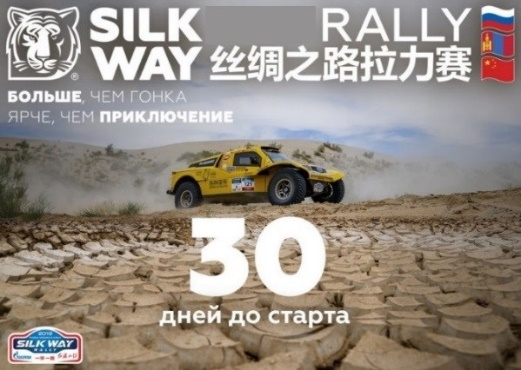 SILK WAY RALLY
丝绸之路拉力赛
БОЛЬШЕ, ЧЕМ ГОНКА
ЯРЧЕ, ЧЕМ ПРИКЛЮЧЕНИЕ
30
дней до старта
SILK WAY
RALLY